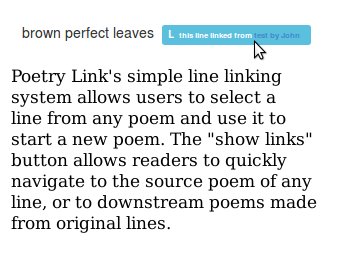 brown perfect leaves L this line linked from test by John
Poetry Link's simple line linking
system allows users to select a
line from any poem and use it to
start a new poem. The "show links"
button allows readers to quickly
navigate to the source poem of any
line, or to downstream poems made
from original lines.